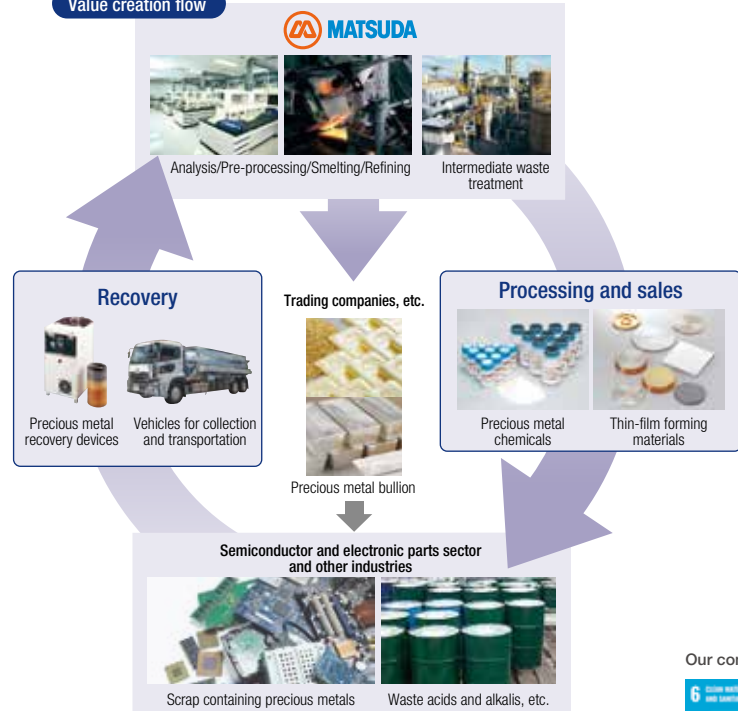 Value creation flow
MATSUDA
Analysis/Pre-processing/Smelting/Refining
Intermediate waste
treatment
Recovery
Precious metal
recovery devices
Vehicles for collection
and transportation
Trading companies, etc.
Precious metal bullion
Processing and sales
Precious metal
chemicals
Thin-film forming
materials
Semiconductor and electronic parts sector
and other industries
Scrap containing precious metals
Waste acids and alkalis, etc.
Our con
6